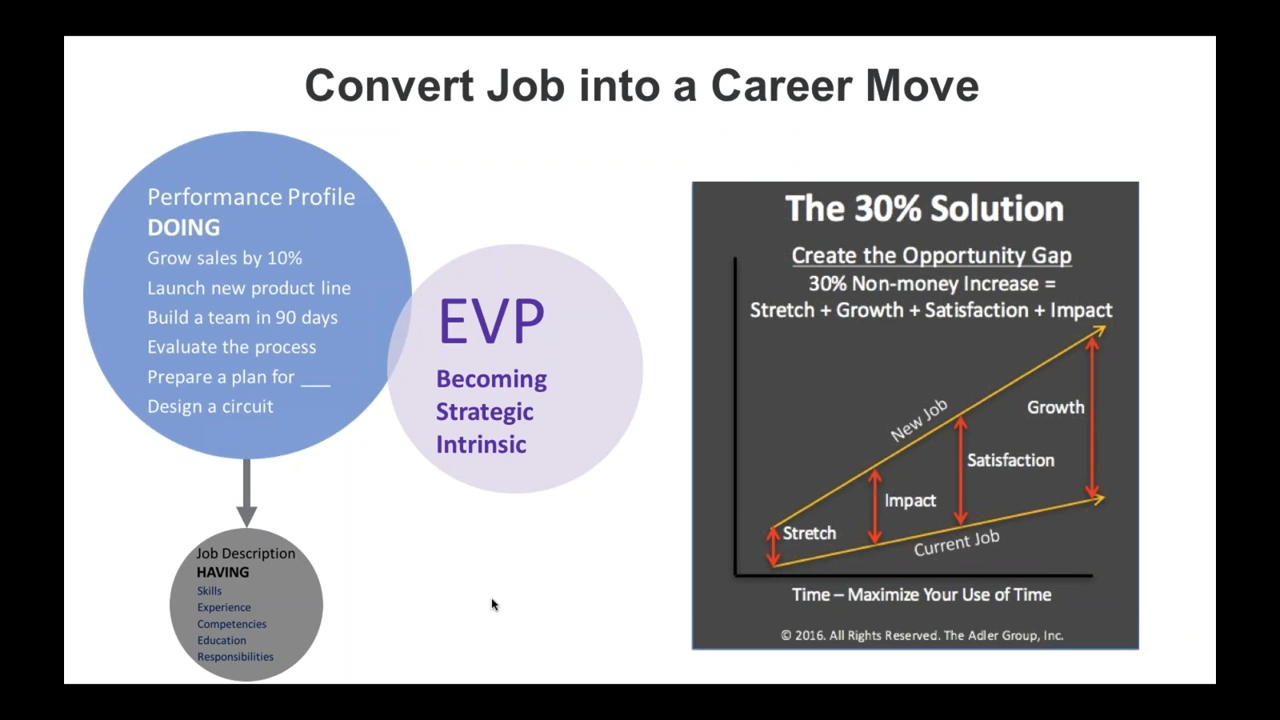 Convert Job into a Career Move
Performance Profile
DOING
Grow sales by 10%
Launch new product line
Build a team in 90 days
Evaluate the process
Prepare a plan for ___
Design a circuit
EVP
Becoming
Strategic
Intrinsic
Job Description
HAVING
Skills
Experience
Competencies
Education
Responsibilities
The 30% Solution
Create the Opportunity Gap
30% Non-money Increase =
Stretch + Growth + Satisfaction + Impact
New Job
Growth
Satisfaction
Impact
Stretch
Current Job
Time – Maximize Your Use of Time
© 2016. All Rights Reserved. The Adler Group, Inc.